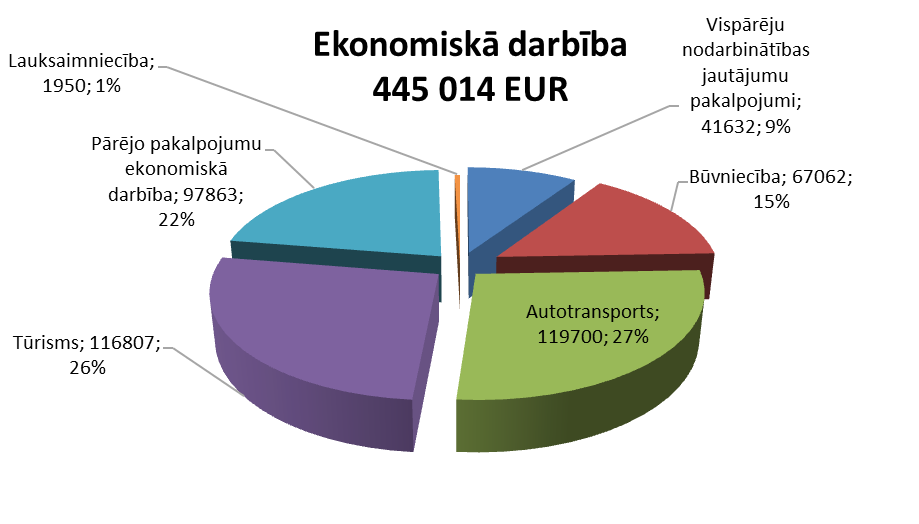 Ekonomiskā darbība
445 014 EUR
Vispārēju
nodarbinātības
jautājumu
pakalpojumi;
41632; 9%
Būvniecība; 67062;
15%
Autotransports;
119700; 27%
Tūrisms; 116807;
26%
Pārējo pakalpojumu
ekonomiskā
darbība; 97863;
22%
Lauksaimniecība;
1950; 1%